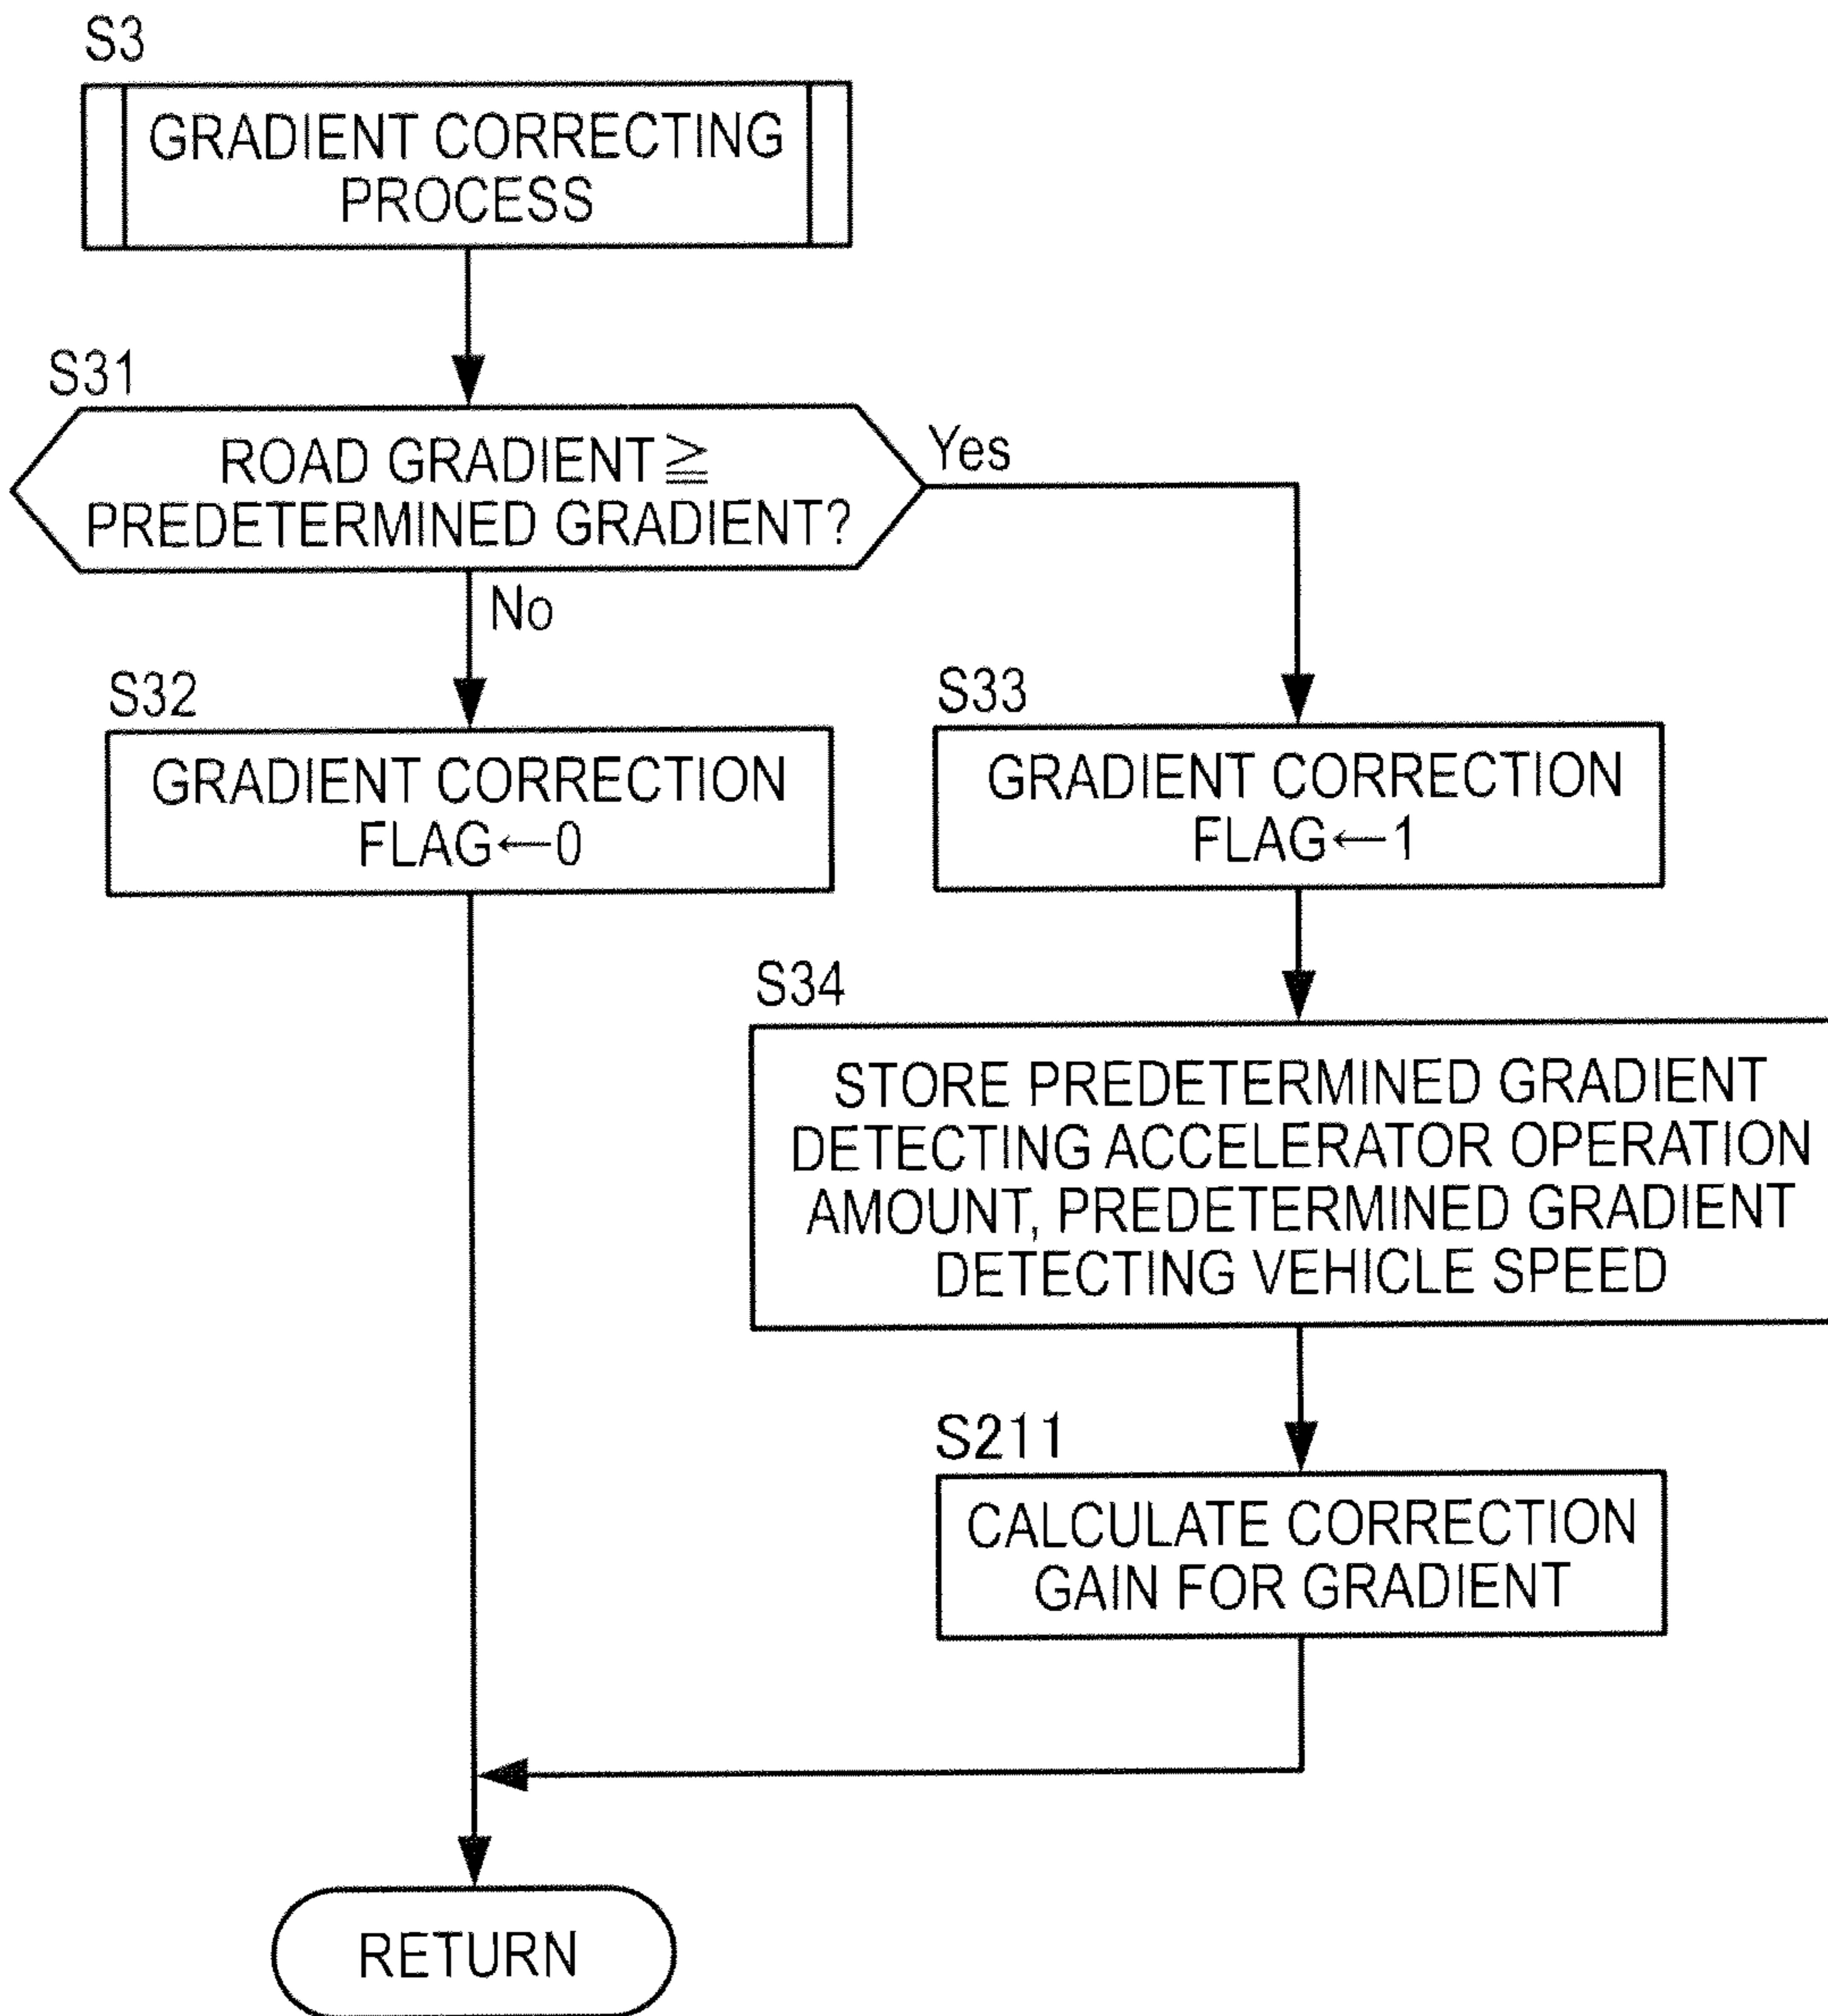 S3
GRADIENT CORRECTING
PROCESS
S31
ROAD GRADIENT≧
PREDETERMINED GRADIENT?
Yes
No
S32
GRADIENT CORRECTION
FLAG←0
S33
GRADIENT CORRECTION
FLAG←1
S34
STORE PREDETERMINED GRADIENT
DETECTING ACCELERATOR OPERATION
AMOUNT, PREDETERMINED GRADIENT
DETECTING VEHICLE SPEED
S211
CALCULATE CORRECTION
GAIN FOR GRADIENT
RETURN